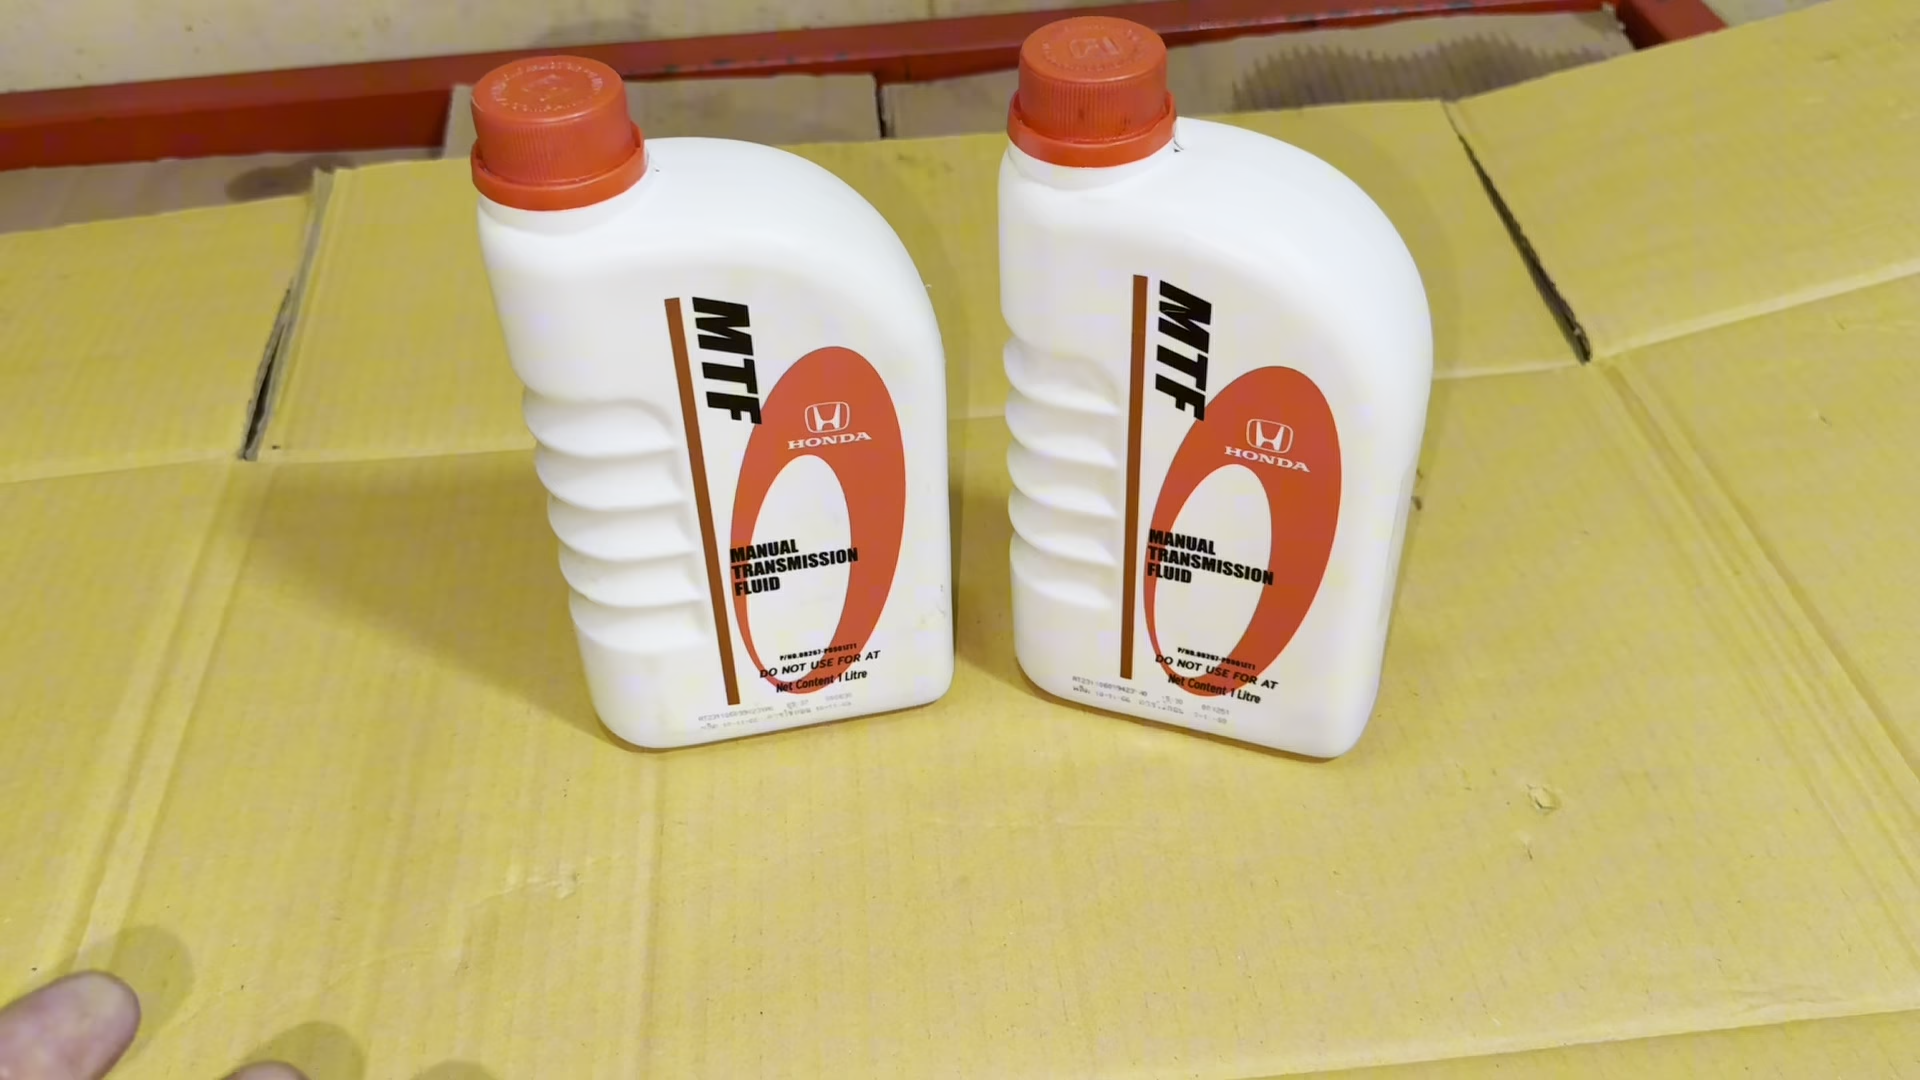 MTF
HONDA
MANUAL
TRANSMISSION
FLUID
DO NOT USE FOR AT
Net Content 1 Litre
MTF
HONDA
MANUAL
TRANSMISSION
FLUID
DO NOT USE FOR AT
Net Content 1 Litre